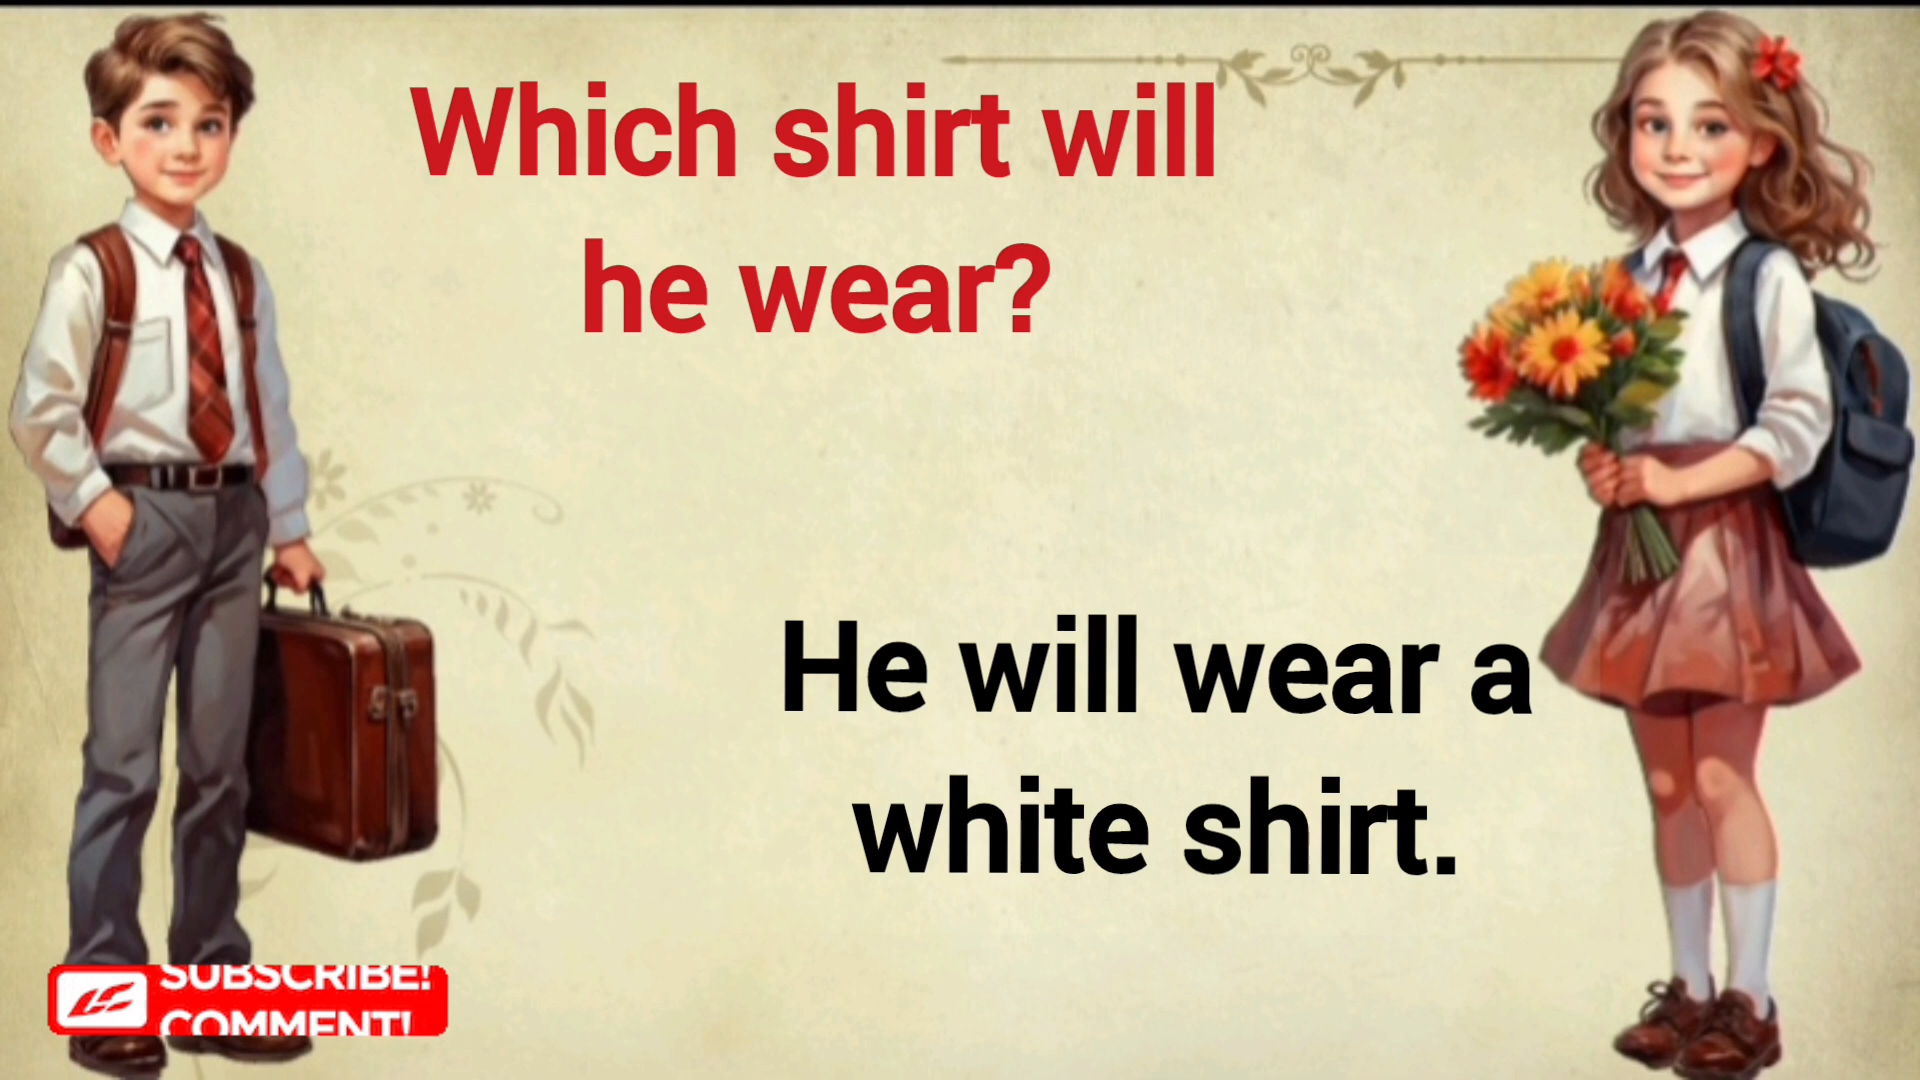 Which shirt will
he wear?
He will wear a
white shirt.
SUBSCRIBE!
COMMENT!